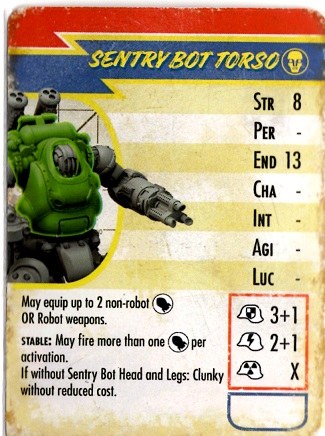 SENTRY BOT TORSO
STR 8
PER -
END 13
CHA -
INT -
AGI -
LUC -
May equip up to 2 non-robot
OR Robot weapons.
STABLE: May fire more than one per
activation.
If without Sentry Bot Head and Legs: Clunky
without reduced cost.
3+1
2+1
X